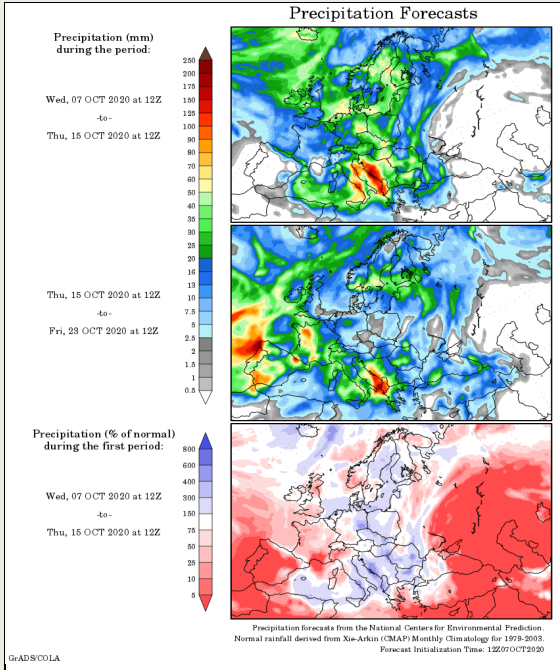 Precipitation Forecasts
Precipitation (mm)
during the period:
Wed, 07 OCT 2020 at 12Z
-to-
Thu, 15 OCT 2020 at 12Z
250
200
175
150
125
100
90
80
70
60
50
40
35
30
25
20
16
13
10
7.5
5
2.5
2
1.5
1
0.5
Thu, 15 OCT 2020 at 12Z
-to-
Fri, 23 OCT 2020 at 12Z
Precipitation (% of normal)
during the first period:
Wed, 07 OCT 2020 at 12Z
-to-
Thu, 15 OCT 2020 at 12Z
800
600
400
300
150
75
50
25
10
5
Precipitation forecasts from the National Centers for Environmental Prediction.
Normal rainfall derived from Xie-Arkin (CMAP) Monthly Climatology for 1979-2003.
Forecast Initialization Time: 12Z07OCT2020
GrADS/COLA